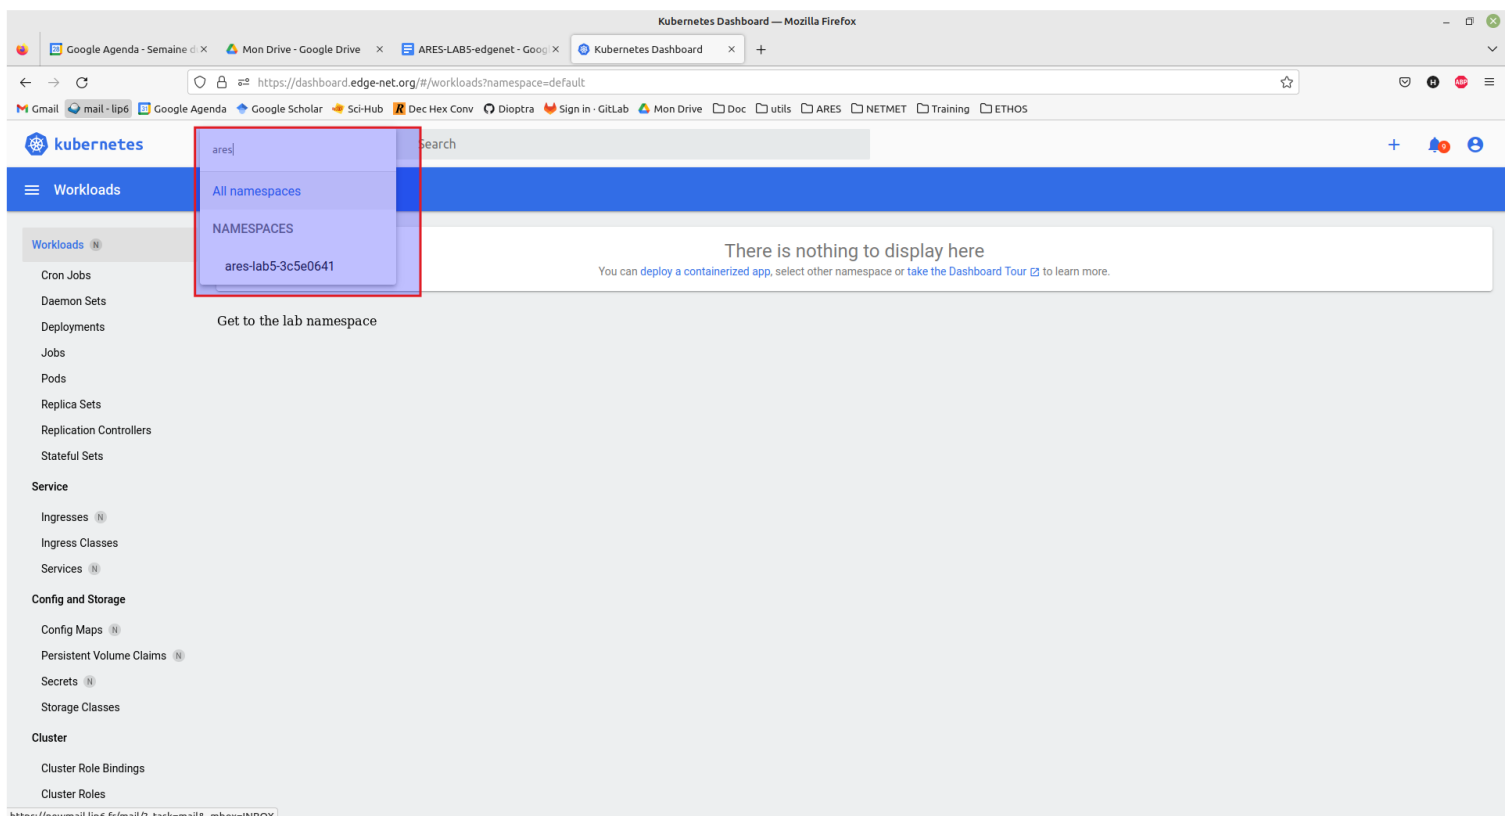 Kubernetes Dashboard — Mozilla Firefox
Google Agenda - Semaine d
Mon Drive - Google Drive
ARES-LAB5-edgenet - Googl
Kubernetes Dashboard
https://dashboard.edge-net.org/#/workloads?namespace=default
H
ABP
Gmail mail - lip6 Google Agenda Google Scholar Sci-Hub Dec Hex Conv Dioptra Sign in · GitLab Mon Drive Doc utils ARES NETMET Training ETHOS
kubernetes
ares
Search
9
Workloads
All namespaces
NAMESPACES
ares-lab5-3c5e0641
There is nothing to display here
You can deploy a containerized app, select other namespace or take the Dashboard Tour to learn more.
Get to the lab namespace
Workloads N
Cron Jobs
Daemon Sets
Deployments
Jobs
Pods
Replica Sets
Replication Controllers
Stateful Sets
Service
Ingresses N
Ingress Classes
Services N
Config and Storage
Config Maps N
Persistent Volume Claims N
Secrets N
Storage Classes
Cluster
Cluster Role Bindings
Cluster Roles